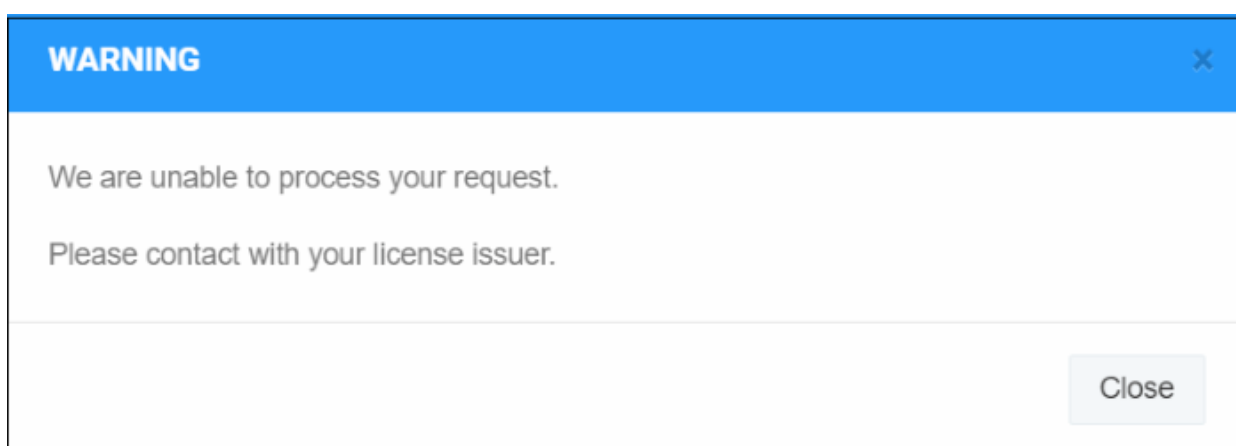 WARNING ×
We are unable to process your request.
Please contact with your license issuer.
Close